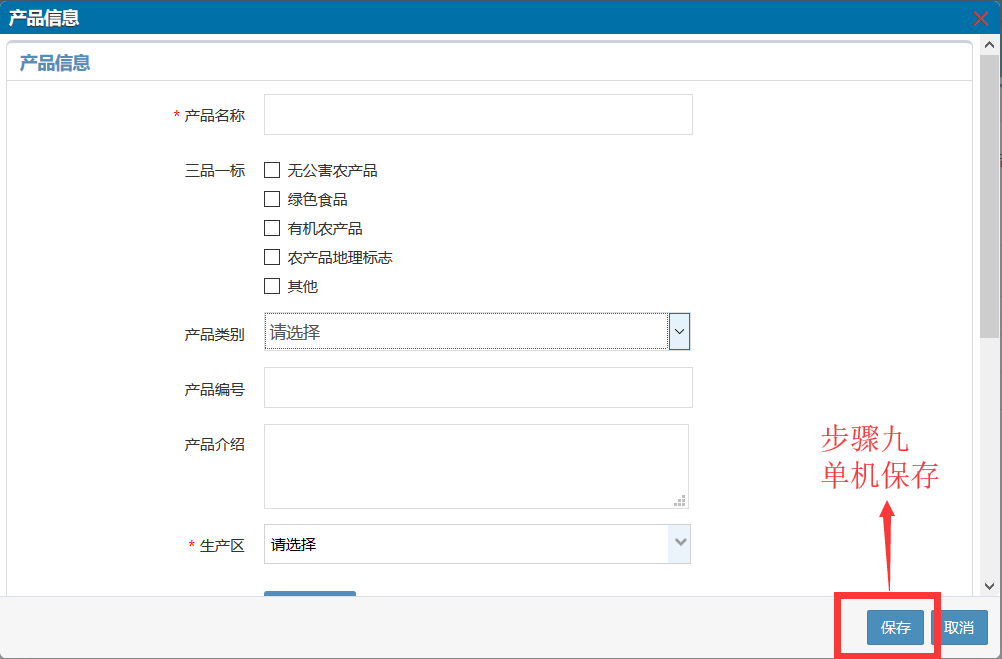 产品信息
产品信息
* 产品名称
三品一标
无公害农产品
绿色食品
有机农产品
农产品地理标志
其他
产品类别
请选择
产品编号
产品介绍
* 生产区
请选择
步骤九
单机保存
保存
取消